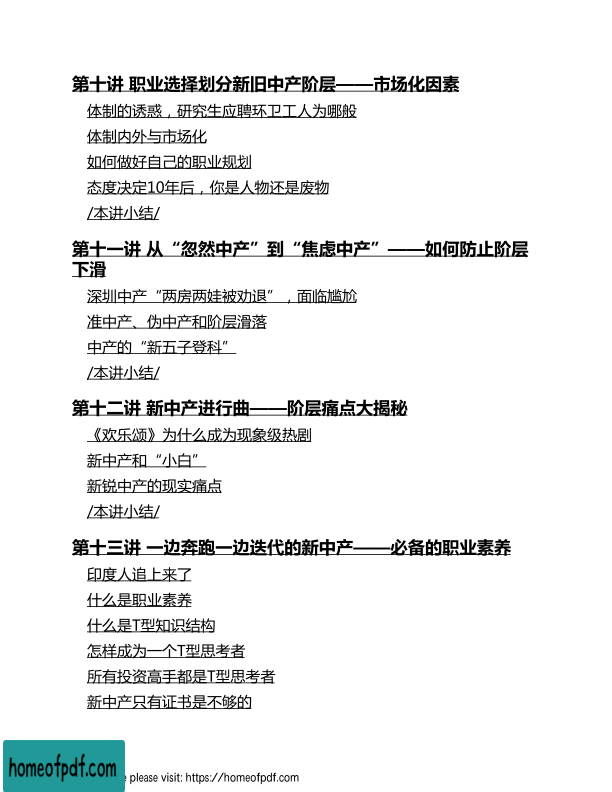 第十讲 职业选择划分新旧中产阶层——市场化因素
体制的诱惑，研究生应聘环卫工人为哪般
体制内外与市场化
如何做好自己的职业规划
态度决定10年后，你是人物还是废物
/本讲小结/
第十一讲 从“忽然中产”到“焦虑中产”——如何防止阶层
下滑
深圳中产“两房两娃被劝退”，面临尴尬
准中产、伪中产和阶层滑落
中产的“新五子登科”
/本讲小结/
第十二讲 新中产进行曲——阶层痛点大揭秘
《欢乐颂》为什么成为现象级热剧
新中产和“小白”
新锐中产的现实痛点
/本讲小结/
第十三讲 一边奔跑一边迭代的新中产——必备的职业素养
印度人追上来了
什么是职业素养
什么是T型知识结构
怎样成为一个T型思考者
所有投资高手都是T型思考者
新中产只有证书是不够的
homeofpdf.com
e please visit: https://homeofpdf.com